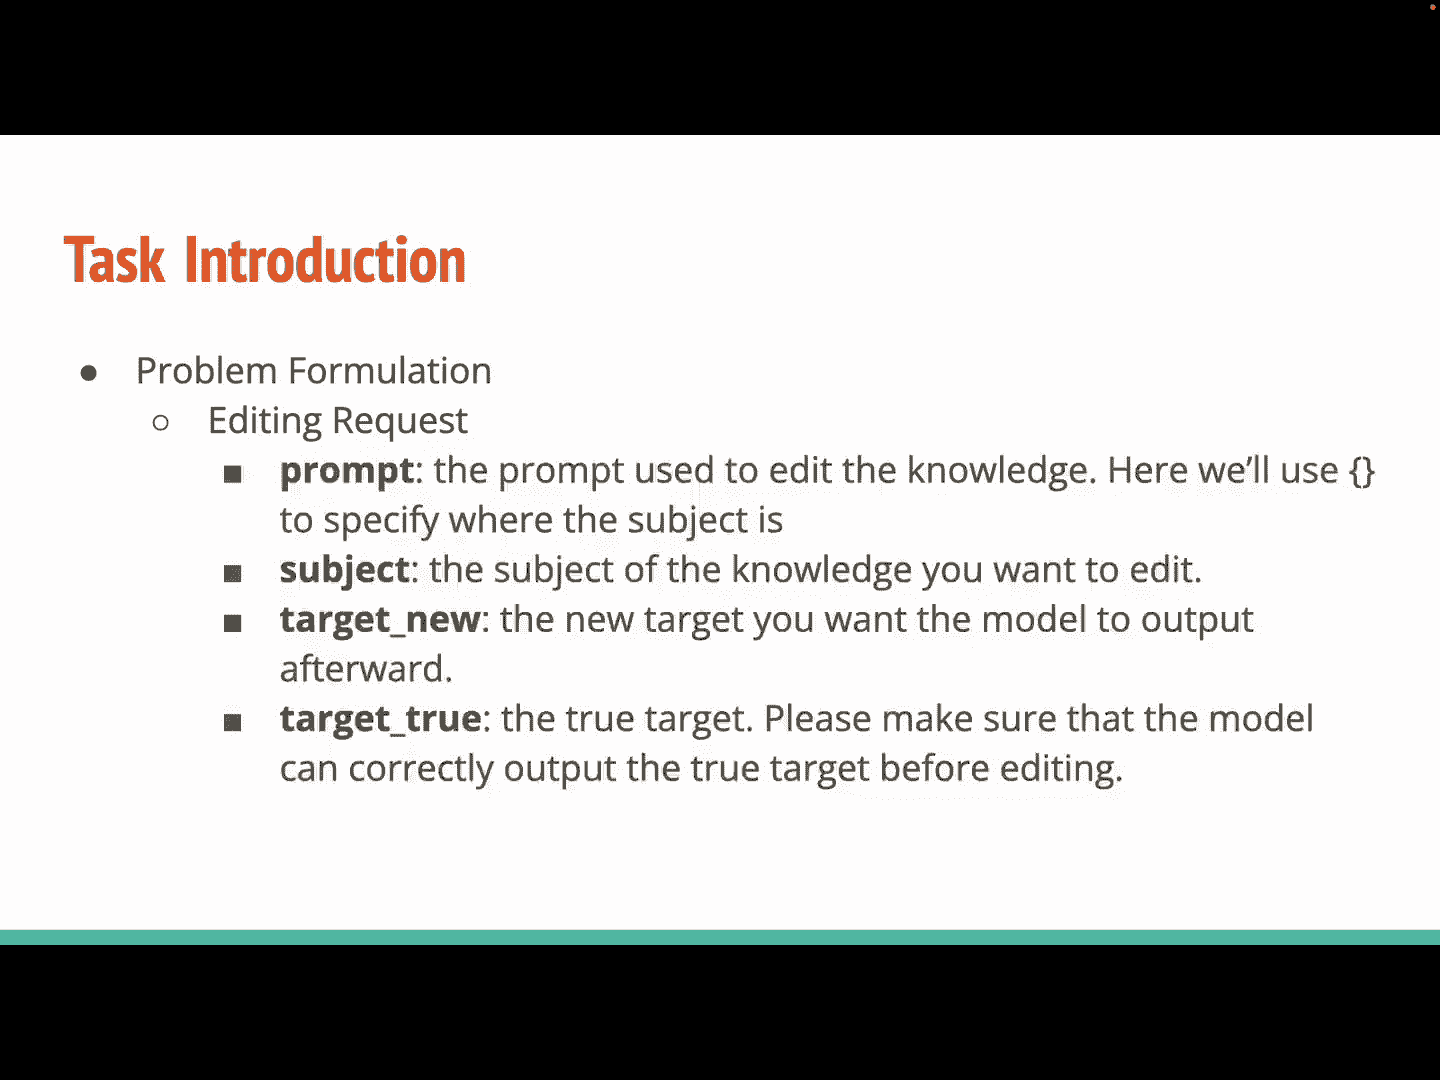 Task Introduction
● Problem Formulation
○ Editing Request
■ prompt: the prompt used to edit the knowledge. Here we’ll use {}
to specify where the subject is
■ subject: the subject of the knowledge you want to edit.
■ target_new: the new target you want the model to output
afterward.
■ target_true: the true target. Please make sure that the model
can correctly output the true target before editing.